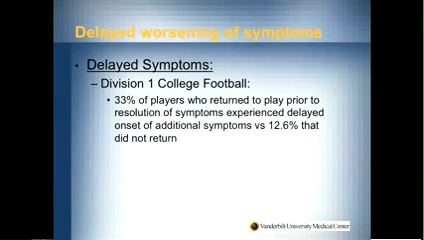 Delayed worsening of symptoms
• Delayed Symptoms:
– Division 1 College Football:
• 33% of players who returned to play prior to
resolution of symptoms experienced delayed
onset of additional symptoms vs 12.6% that
did not return
Vanderbilt University Medical Center